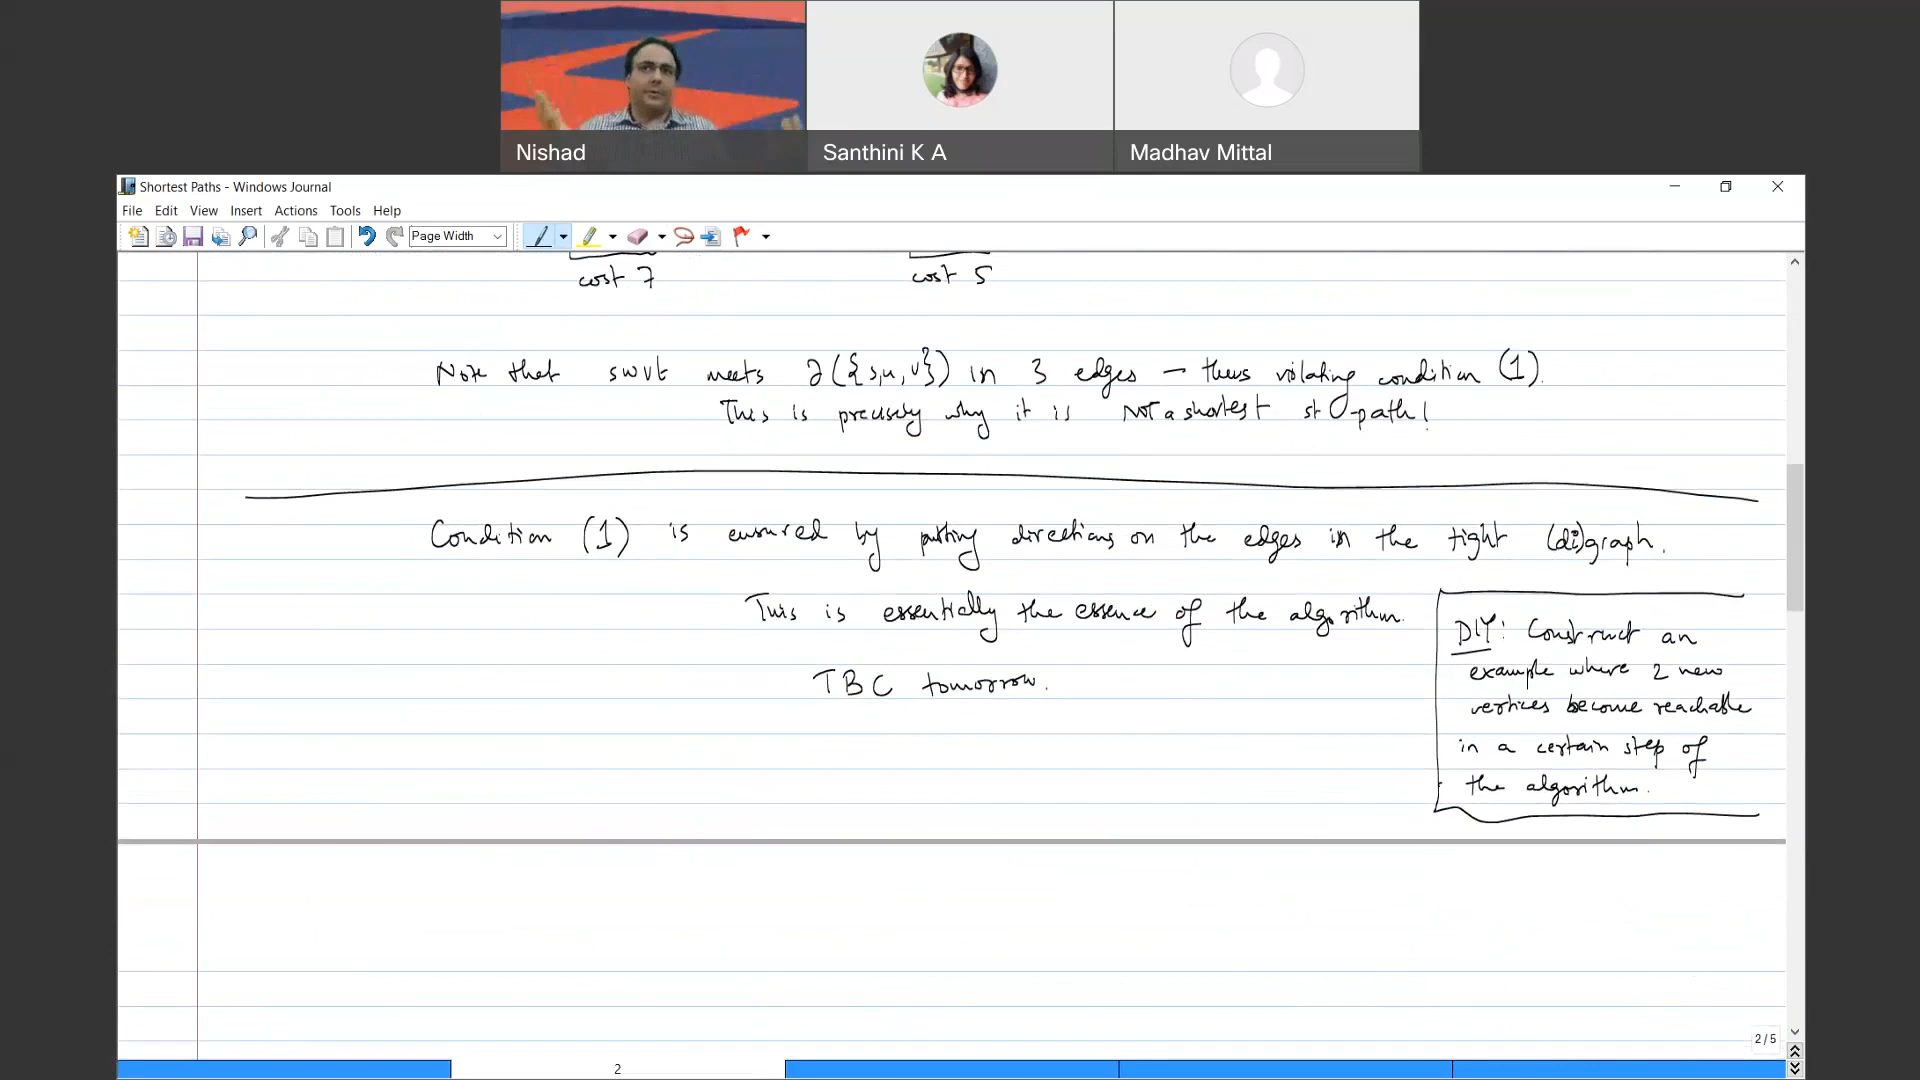 Nishad
Santhini K A
Madhav Mittal
Shortest Paths - Windows Journal
File Edit View Insert Actions Tools Help
Page Width
cost 7 cost 5
Note that swvt meets ∂({s,u,v}) in 3 edges — thus violating condition (1).
This is precisely why it is NOT a shortest st-path!
Condition (1) is ensured by putting directions on the edges in the tight (di)graph.
This is essentially the essence of the algorithm.
TBC tomorrow.
DIY: Construct an
example where 2 new
vertices become reachable
in a certain step of
the algorithm.
2 / 5
2